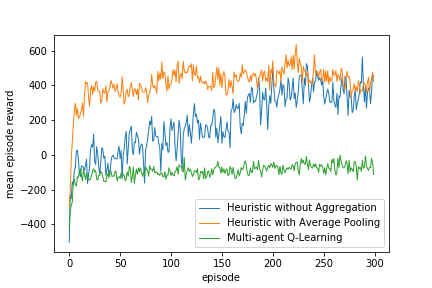 600
400
200
0
−200
−400
mean episode reward
0 50 100 150 200 250 300
episode
Heuristic without Aggregation
Heuristic with Average Pooling
Multi-agent Q-Learning